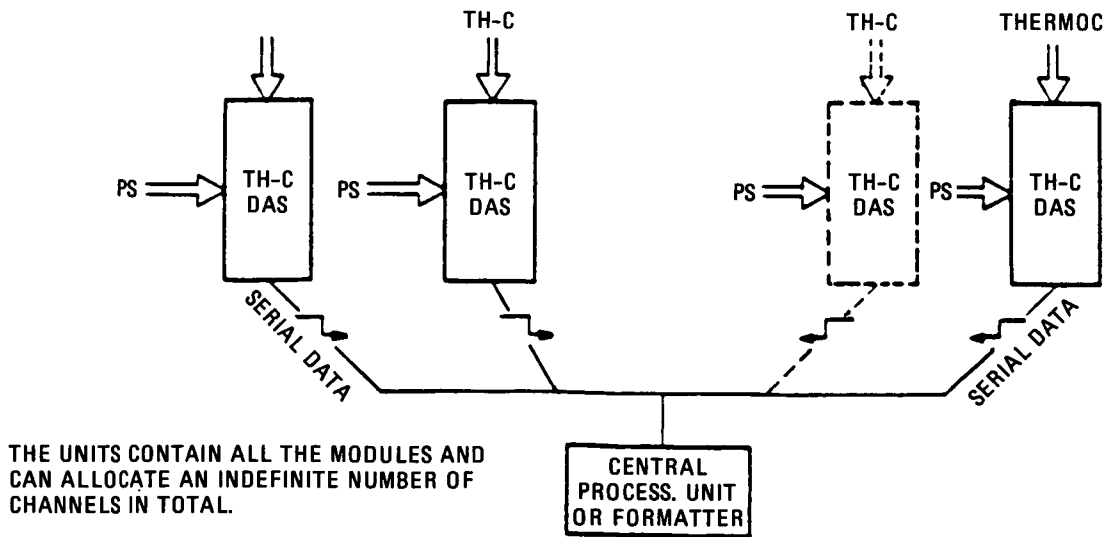 TH-C
TH-C
THERMOC
PS
TH-C
DAS
PS
TH-C
DAS
PS
TH-C
DAS
PS
TH-C
DAS
SERIAL DATA
SERIAL DATA
THE UNITS CONTAIN ALL THE MODULES AND
CAN ALLOCATE AN INDEFINITE NUMBER OF
CHANNELS IN TOTAL.
CENTRAL
PROCESS. UNIT
OR FORMATTER